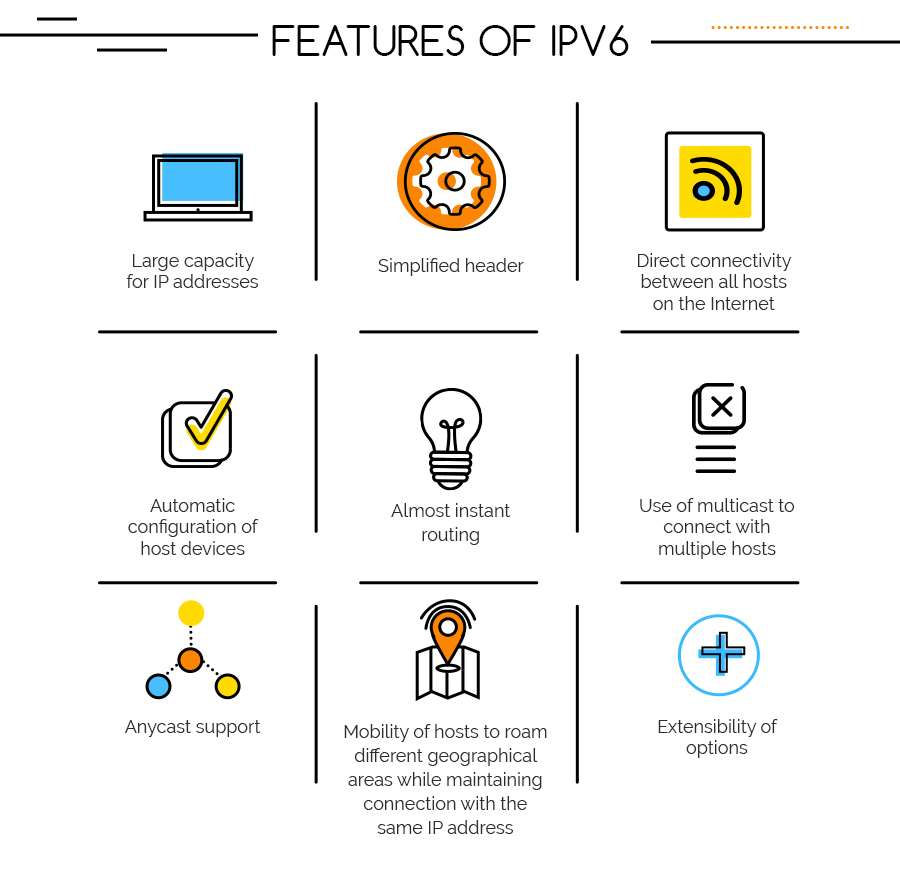 FEATURES OF IPV6
Large capacity
for IP addresses
Simplified header
Direct connectivity
between all hosts
on the Internet
Automatic
configuration of
host devices
Almost instant
routing
Use of multicast to
connect with
multiple hosts
Anycast support
Mobility of hosts to roam
different geographical
areas while maintaining
connection with the
same IP address
Extensibility of
options